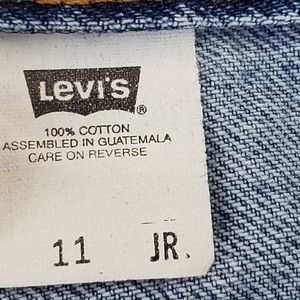 Levi's ®
100% COTTON
ASSEMBLED IN GUATEMALA
CARE ON REVERSE
11 JR.